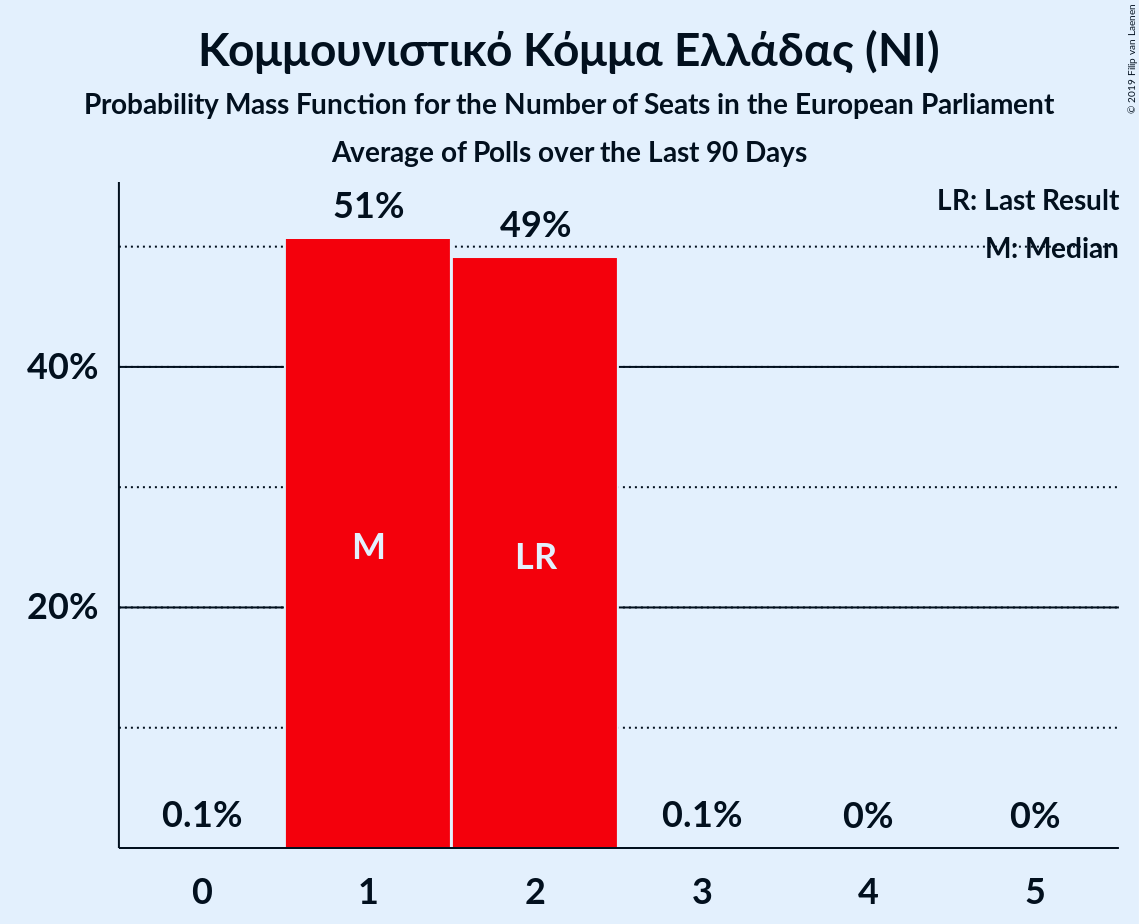 Κομμουνιστικό Κόμμα Ελλάδας (NI)
Probability Mass Function for the Number of Seats in the European Parliament
Average of Polls over the Last 90 Days
© 2019 Filip van Laenen
LR: Last Result
M: Median
51%
49%
40%
20%
M
LR
0.1%
0.1%
0%
0%
0 1 2 3 4 5